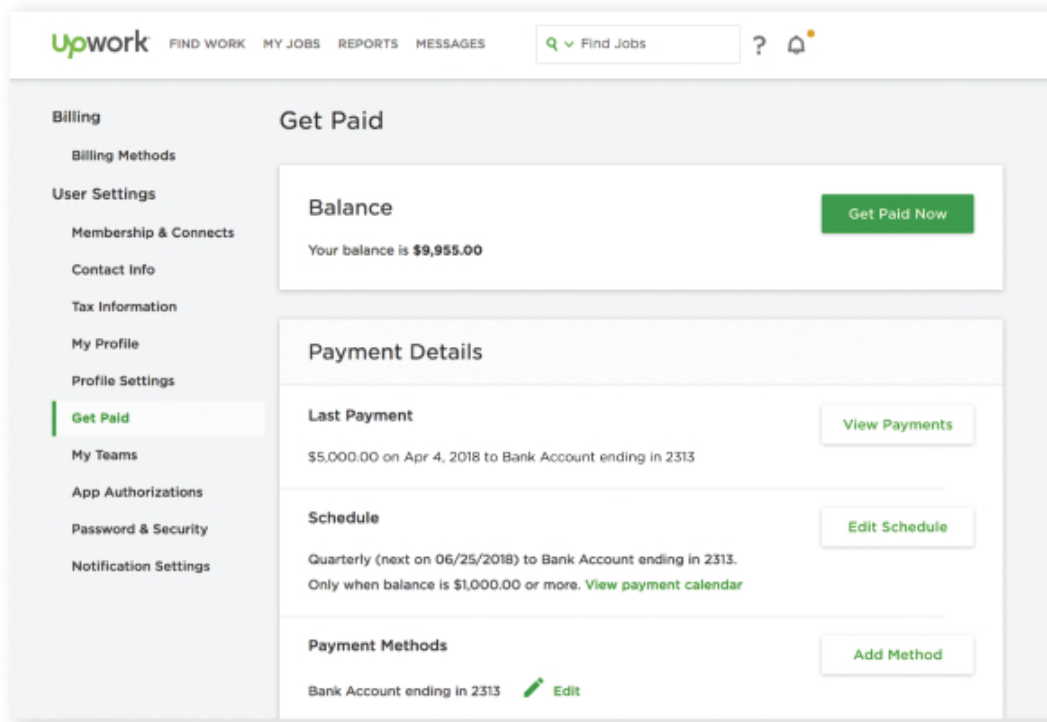 Upwork FIND WORK MY JOBS REPORTS MESSAGES Find Jobs ?
Billing
Billing Methods
User Settings
Membership & Connects
Contact Info
Tax Information
My Profile
Profile Settings
Get Paid
My Teams
App Authorizations
Password & Security
Notification Settings
Get Paid
Balance
Get Paid Now
Your balance is $9,955.00
Payment Details
Last Payment
View Payments
$5,000.00 on Apr 4, 2018 to Bank Account ending in 2313
Schedule
Edit Schedule
Quarterly (next on 06/25/2018) to Bank Account ending in 2313.
Only when balance is $1,000.00 or more. View payment calendar
Payment Methods
Add Method
Bank Account ending in 2313 Edit